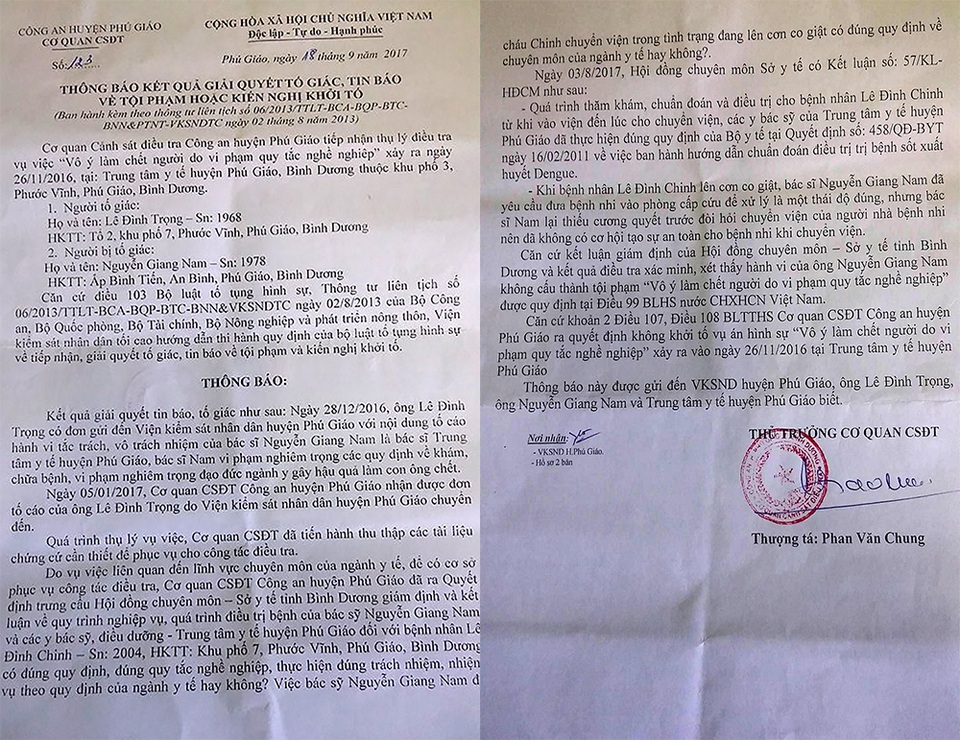 CÔNG AN HUYỆN PHÚ GIÁO
CƠ QUAN CSĐT
Số: 123
CỘNG HÒA XÃ HỘI CHỦ NGHĨA VIỆT NAM
Độc lập - Tự do - Hạnh phúc
Phú Giáo, ngày 18 tháng 9 năm 2017
THÔNG BÁO KẾT QUẢ GIẢI QUYẾT TỐ GIÁC, TIN BÁO
VỀ TỘI PHẠM HOẶC KIẾN NGHỊ KHỞI TỐ
(Ban hành kèm theo thông tư liên tịch số 06/2013/TTLT-BCA-BQP-BTC-
BNN&PTNT-VKSNDTC ngày 02 tháng 8 năm 2013)
Cơ quan Cảnh sát điều tra Công an huyện Phú Giáo tiếp nhận thụ lý điều tra
vụ việc “Vô ý làm chết người do vi phạm quy tắc nghề nghiệp” xảy ra ngày
26/11/2016, tại: Trung tâm y tế huyện Phú Giáo, Bình Dương thuộc khu phố 3,
Phước Vĩnh, Phú Giáo, Bình Dương.
1. Người tố giác:
Họ và tên: Lê Đình Trọng – Sn: 1968
HKTT: Tổ 2, khu phố 7, Phước Vĩnh, Phú Giáo, Bình Dương
2. Người bị tố giác:
Họ và tên: Nguyễn Giang Nam – Sn: 1978
HKTT: Ấp Bình Tiến, An Bình, Phú Giáo, Bình Dương
Căn cứ điều 103 Bộ luật tố tụng hình sự, Thông tư liên tịch số
06/2013/TTLT-BCA-BQP-BTC-BNN&VKSNDTC ngày 02/8/2013 của Bộ Công
an, Bộ Quốc phòng, Bộ Tài chính, Bộ Nông nghiệp và phát triển nông thôn, Viện
kiểm sát nhân dân tối cao hướng dẫn thi hành quy định của bộ luật tố tụng hình sự
về tiếp nhận, giải quyết tố giác, tin báo về tội phạm và kiến nghị khởi tố.
THÔNG BÁO:
Kết quả giải quyết tin báo, tố giác như sau: Ngày 28/12/2016, ông Lê Đình
Trọng có đơn gửi đến Viện kiểm sát nhân dân huyện Phú Giáo với nội dung tố cáo
hành vi tắc trách, vô trách nhiệm của bác sĩ Nguyễn Giang Nam là bác sĩ Trung
tâm y tế huyện Phú Giáo, bác sĩ Nam vi phạm nghiêm trọng các quy định về khám,
chữa bệnh, vi phạm nghiêm trọng đạo đức ngành y gây hậu quả làm con ông chết.
Ngày 05/01/2017, Cơ quan CSĐT Công an huyện Phú Giáo nhận được đơn
tố cáo của ông Lê Đình Trọng do Viện kiểm sát nhân dân huyện Phú Giáo chuyển
đến.
Quá trình thụ lý vụ việc, Cơ quan CSĐT đã tiến hành thu thập các tài liệu
chứng cứ cần thiết để phục vụ cho công tác điều tra.
Do vụ việc liên quan đến lĩnh vực chuyên môn của ngành y tế, để có cơ sở
phục vụ công tác điều tra, Cơ quan CSĐT Công an huyện Phú Giáo đã ra Quyết
định trưng cầu Hội đồng chuyên môn – Sở y tế tỉnh Bình Dương giám định và kết
luận về quy trình nghiệp vụ, quá trình điều trị bệnh của bác sỹ Nguyễn Giang Nam
và các y bác sỹ, điều dưỡng - Trung tâm y tế huyện Phú Giáo đối với bệnh nhân Lê
Đình Chinh – Sn: 2004, HKTT: Khu phố 7, Phước Vĩnh, Phú Giáo, Bình Dương
có đúng quy định, đúng quy tắc nghề nghiệp, thực hiện đúng trách nhiệm, nhiệm
vụ theo quy định của ngành y tế hay không? Việc bác sỹ Nguyễn Giang Nam
cháu Chinh chuyển viện trong tình trạng đang lên cơn co giật có đúng quy định về
chuyên môn của ngành y tế hay không?.
Ngày 03/8/2017, Hội đồng chuyên môn Sở y tế có Kết luận số: 57/KL-
HĐCM như sau:
- Quá trình thăm khám, chuẩn đoán và điều trị cho bệnh nhân Lê Đình Chinh
từ khi vào viện đến lúc cho chuyển viện, các y bác sỹ của Trung tâm y tế huyện
Phú Giáo đã thực hiện đúng quy định của Bộ y tế tại Quyết định số: 458/QĐ-BYT
ngày 16/02/2011 về việc ban hành hướng dẫn chuẩn đoán điều trị trị bệnh sốt xuất
huyết Dengue.
- Khi bệnh nhân Lê Đình Chinh lên cơn co giật, bác sĩ Nguyễn Giang Nam đã
yêu cầu đưa bệnh nhi vào phòng cấp cứu để xử lý là một thái độ đúng, nhưng bác
sĩ Nam lại thiếu cương quyết trước đòi hỏi chuyển viện của người nhà bệnh nhi
nên đã không có cơ hội tạo sự an toàn cho bệnh nhi khi chuyển viện.
Căn cứ kết luận giám định của Hội đồng chuyên môn – Sở y tế tỉnh Bình
Dương và kết quả điều tra xác minh, xét thấy hành vi của ông Nguyễn Giang Nam
không cấu thành tội phạm “Vô ý làm chết người do vi phạm quy tắc nghề nghiệp”
được quy định tại Điều 99 BLHS nước CHXHCN Việt Nam.
Căn cứ khoản 2 Điều 107, Điều 108 BLTTHS Cơ quan CSĐT Công an huyện
Phú Giáo ra quyết định không khởi tố vụ án hình sự “Vô ý làm chết người do vi
phạm quy tắc nghề nghiệp” xảy ra vào ngày 26/11/2016 tại Trung tâm y tế huyện
Phú Giáo
Thông báo này được gửi đến VKSND huyện Phú Giáo, ông Lê Đình Trọng,
ông Nguyễn Giang Nam và Trung tâm y tế huyện Phú Giáo biết.
Nơi nhận:
- VKSND H.Phú Giáo.
- Hồ sơ 2 bản
THỦ TRƯỞNG CƠ QUAN CSĐT
Thượng tá: Phan Văn Chung